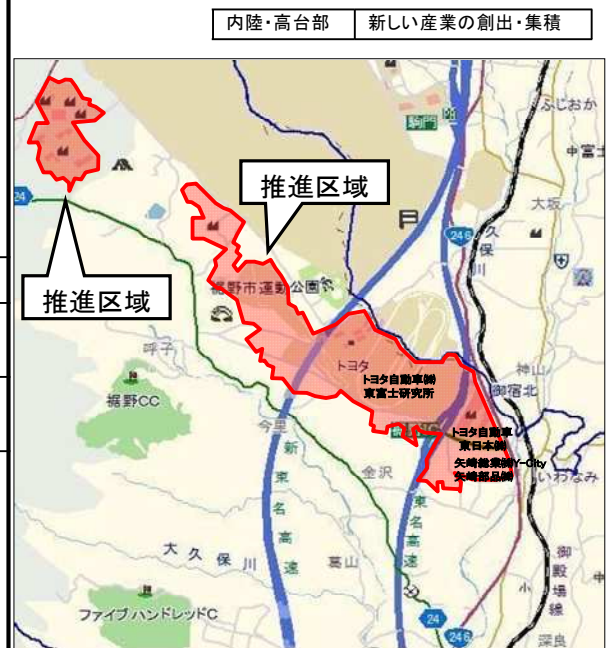 内陸・高台部 新しい産業の創出・集積
ふじおか
駒門
中富士
推進区域
大坂
24
246
久保川
推進区域
裾野市運動公園
呼子
トヨタ
神山
裾野CC
トヨタ自動車㈱
東富士研究所
御宿北
今里
トヨタ自動車
東日本㈱
矢崎総業㈱Y-City
矢崎部品㈱
いわなみ
新東名高速
金沢
東名高速
大久保川
葛山
御殿場線
小
中
ファイブハンドレッドC
24
246
深良